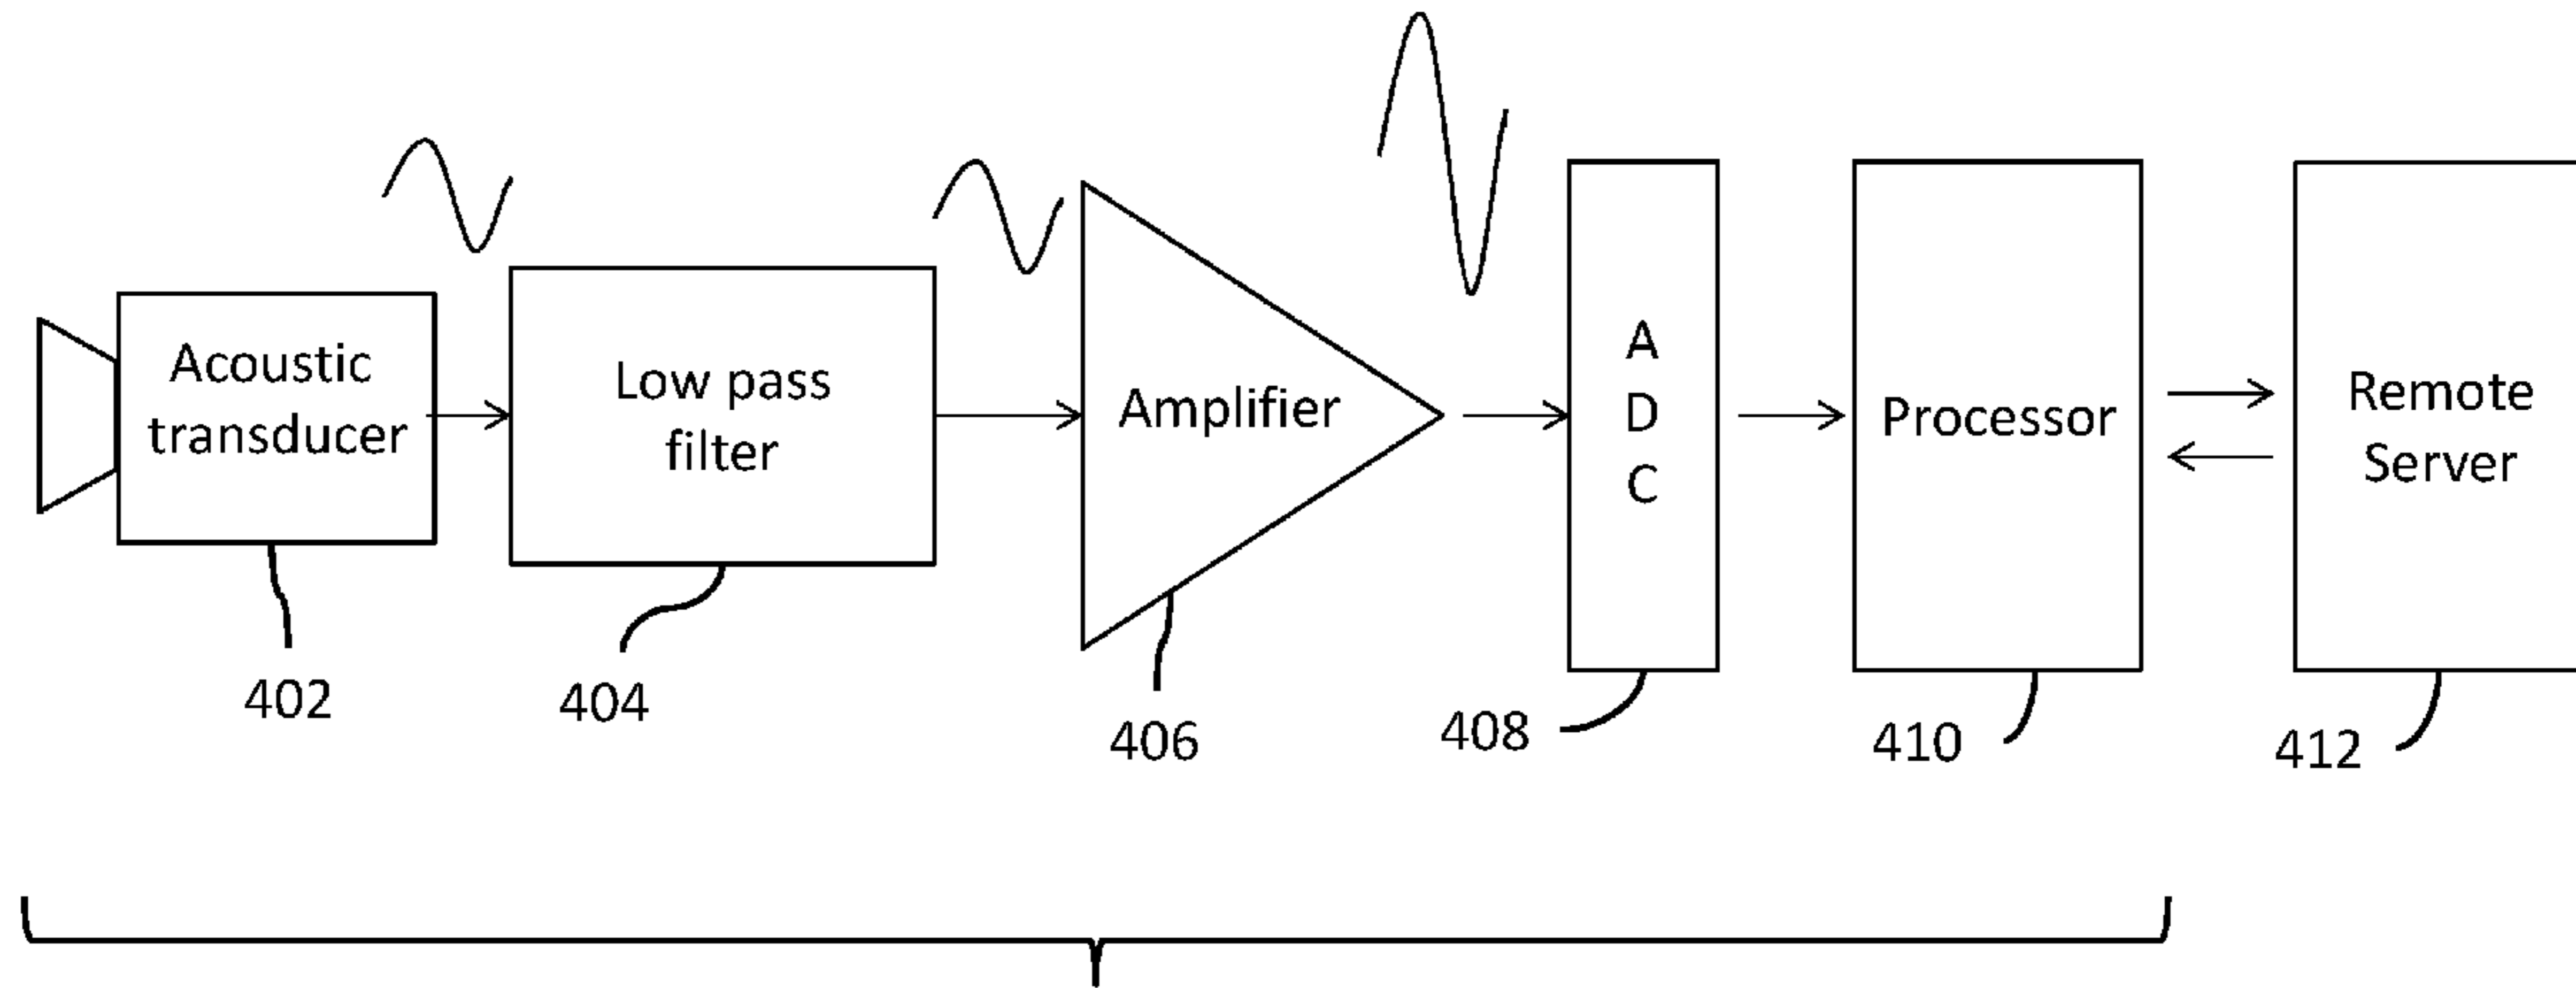 Acoustic
transducer
Low pass
filter
Amplifier
A
D
C
Processor
Remote
Server
402
404
406
408
410
412